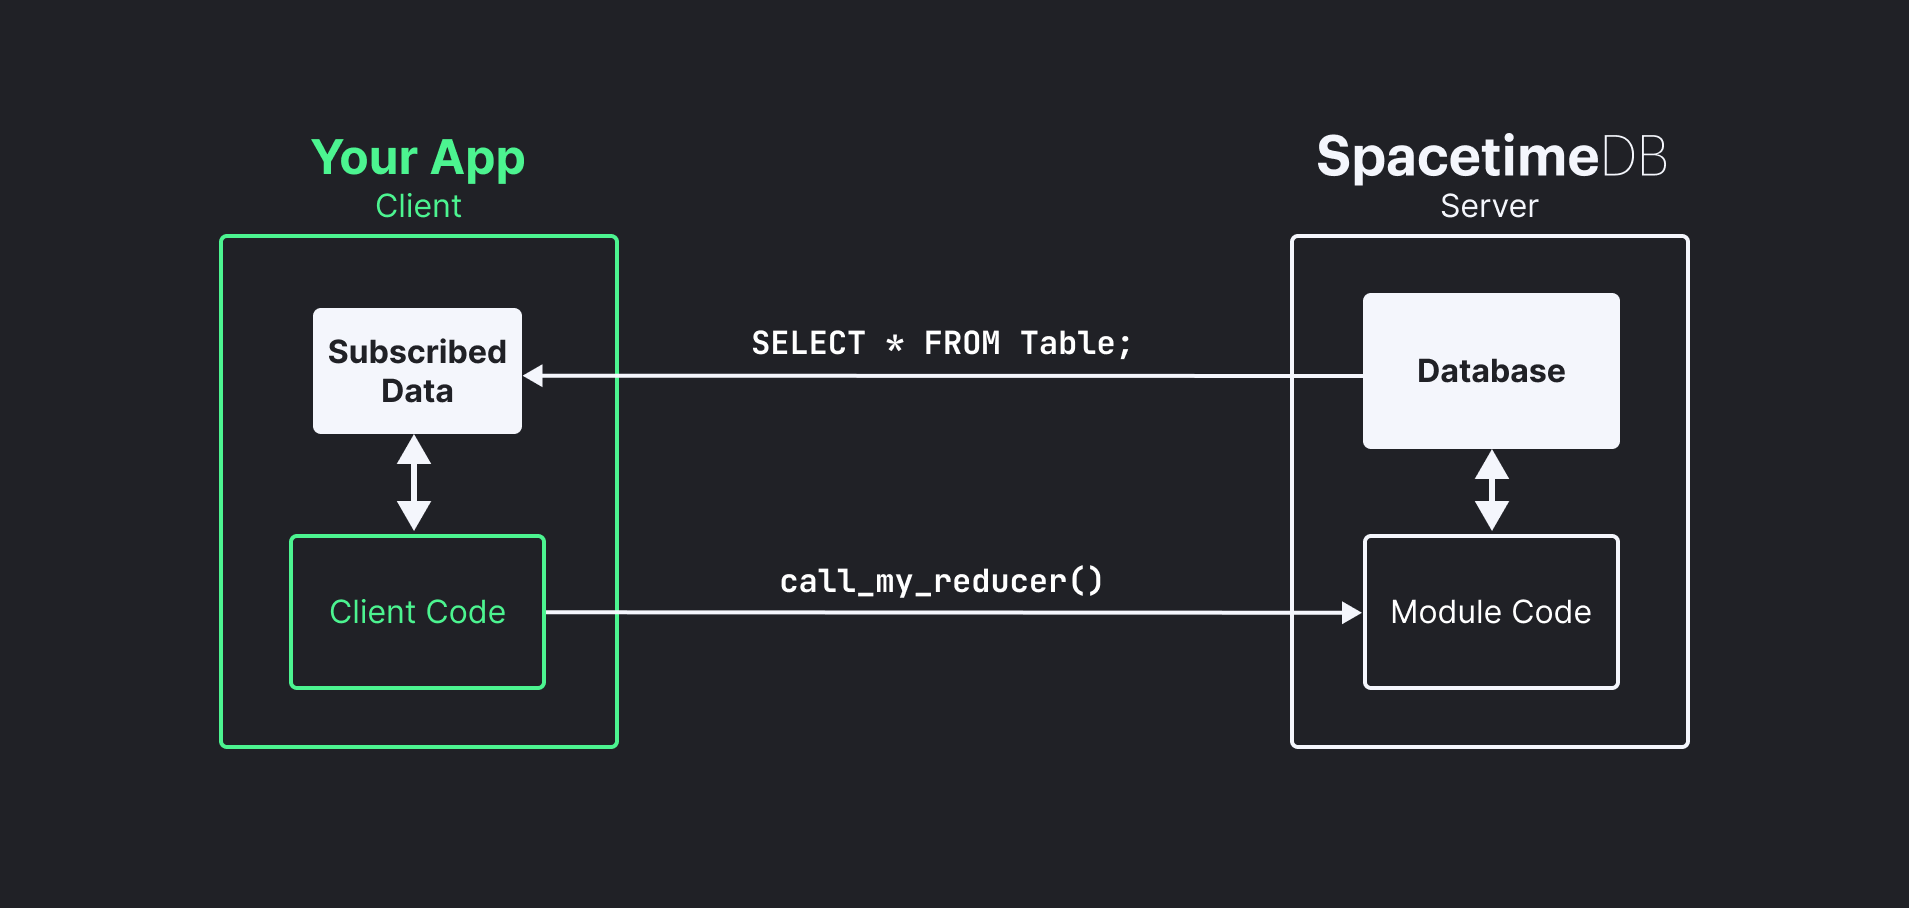 Your App
Client
SpacetimeDB
Server
Subscribed
Data
SELECT * FROM Table;
Database
Client Code
call_my_reducer()
Module Code